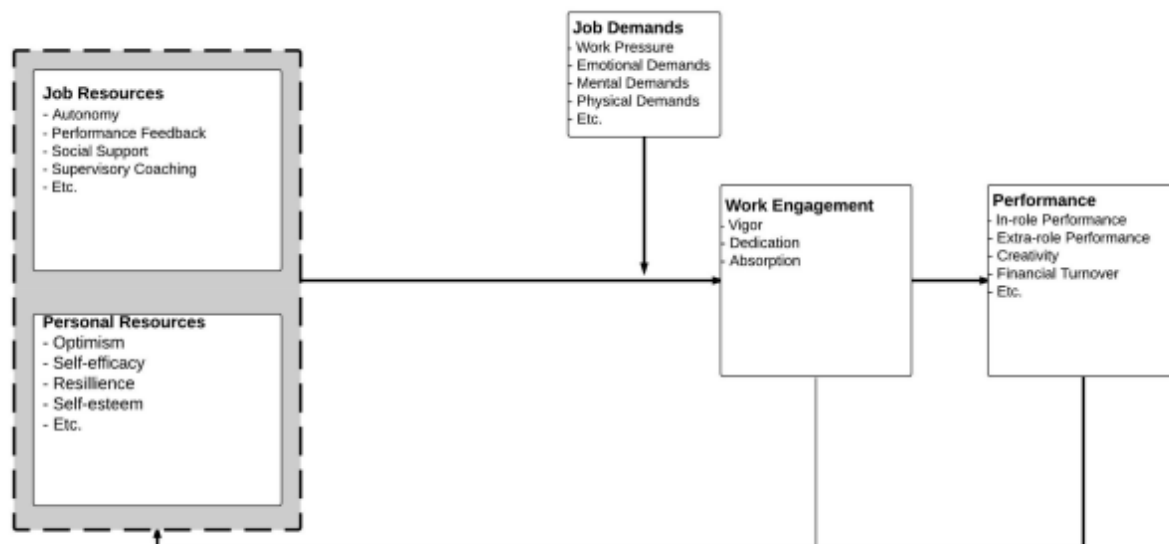 Job Demands
- Work Pressure
- Emotional Demands
- Mental Demands
- Physical Demands
- Etc.
Job Resources
- Autonomy
- Performance Feedback
- Social Support
- Supervisory Coaching
- Etc.
Work Engagement
- Vigor
- Dedication
- Absorption
Performance
- In-role Performance
- Extra-role Performance
- Creativity
- Financial Turnover
- Etc.
Personal Resources
- Optimism
- Self-efficacy
- Resillience
- Self-esteem
- Etc.